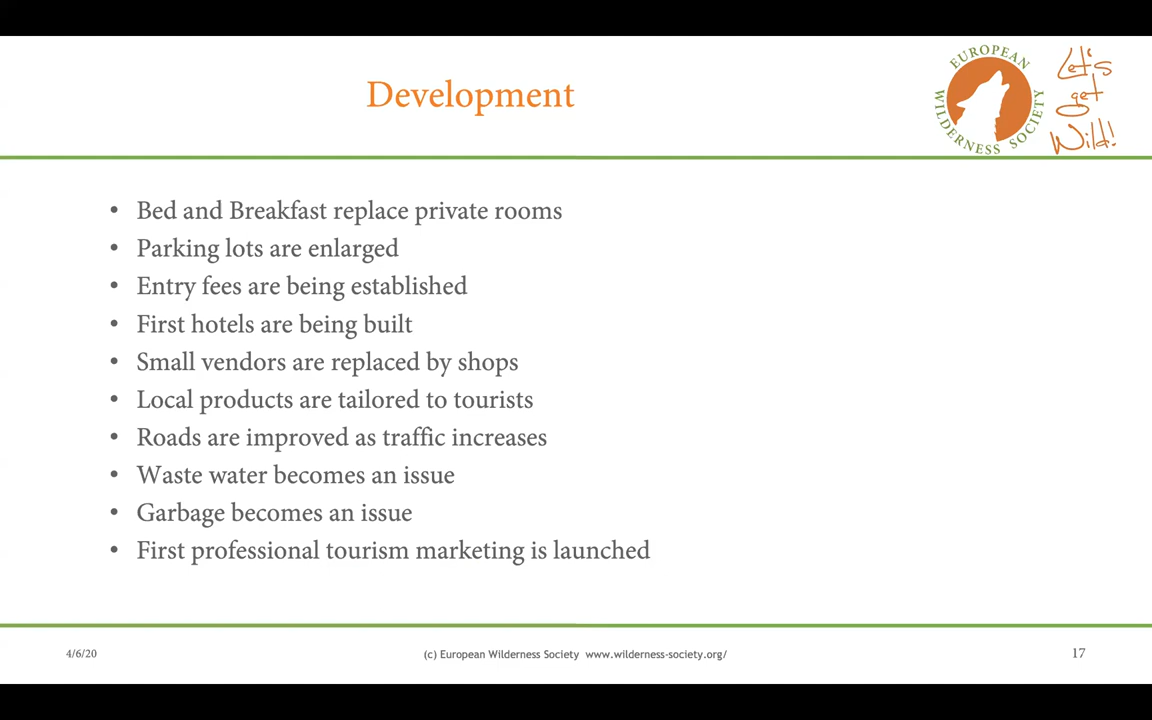 Development
EUROPEAN
WILDERNESS SOCIETY
Let's
get
Wild!
• Bed and Breakfast replace private rooms
• Parking lots are enlarged
• Entry fees are being established
• First hotels are being built
• Small vendors are replaced by shops
• Local products are tailored to tourists
• Roads are improved as traffic increases
• Waste water becomes an issue
• Garbage becomes an issue
• First professional tourism marketing is launched
4/6/20
(c) European Wilderness Society www.wilderness-society.org/
17